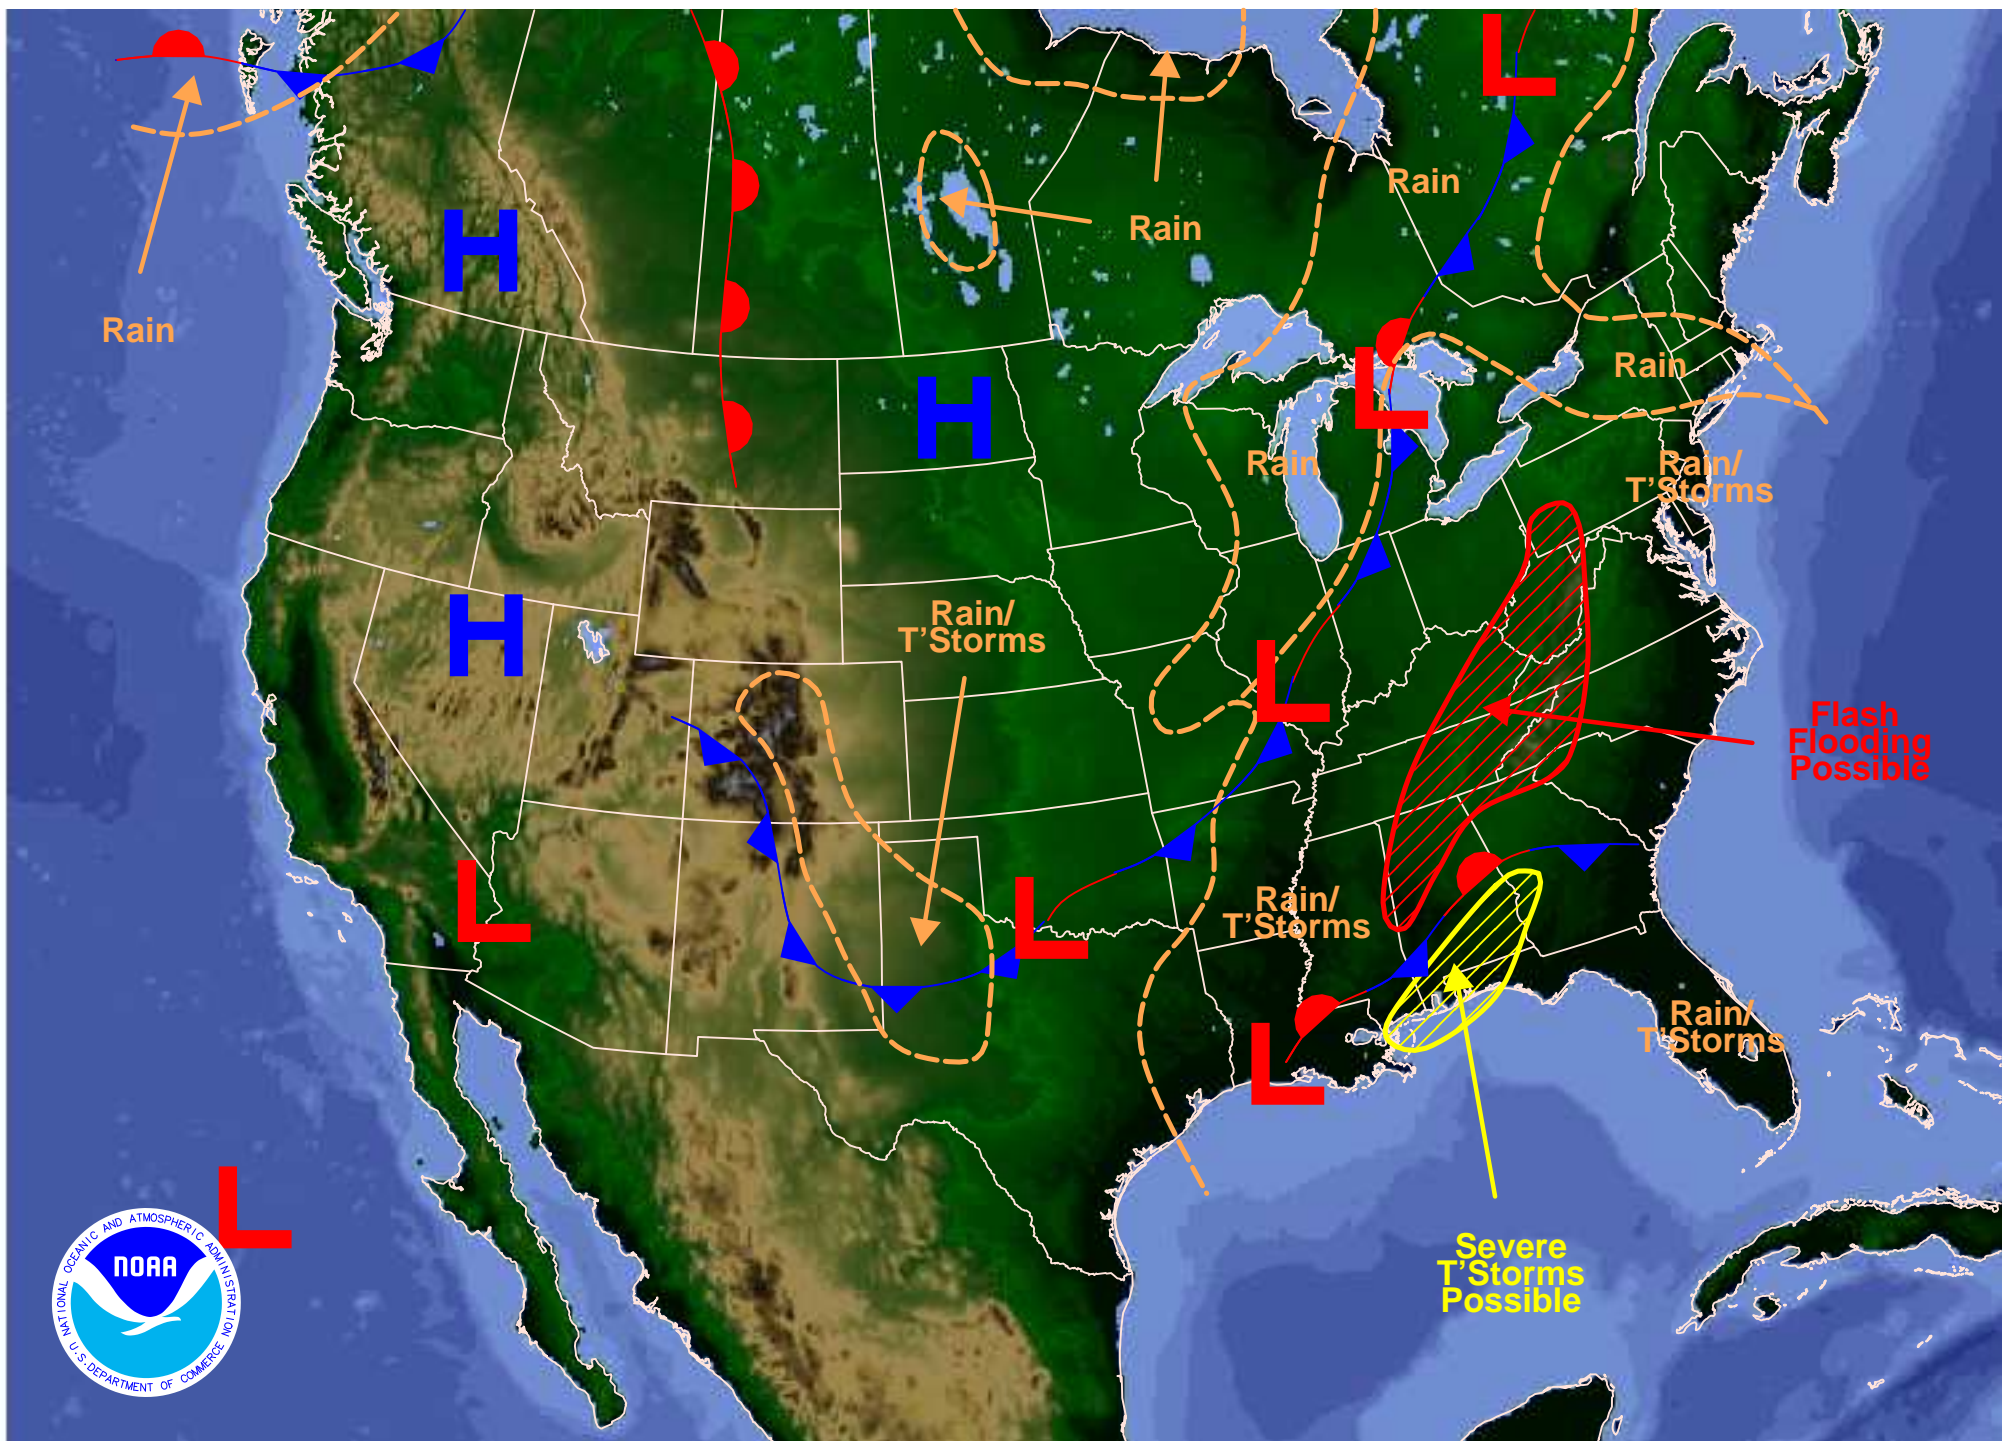 L
Rain
Rain
H
Rain
Rain
L
Rain
H
Rain
Rain/
T'Storms
H
Rain/
T'Storms
L
Flash
Flooding
Possible
L
L
Rain/
T'Storms
Rain/
T'Storms
L
L
Severe
T'Storms
Possible
NATIONAL OCEANIC AND ATMOSPHERIC ADMINISTRATION
NOAA
U.S. DEPARTMENT OF COMMERCE